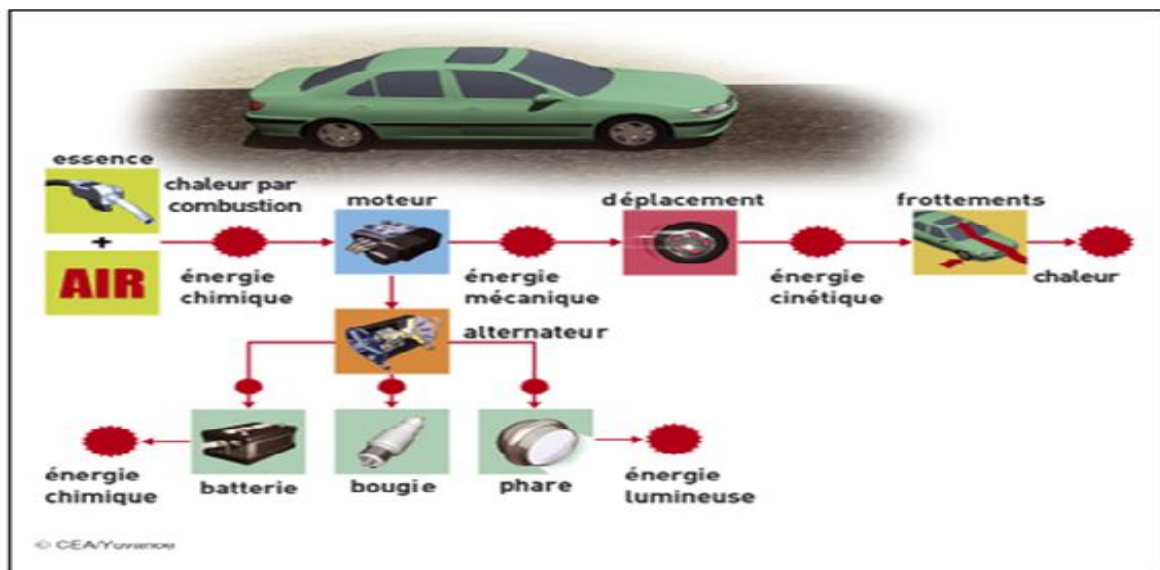 essence
chaleur par
combustion
moteur
déplacement
frottements
+
AIR
énergie
chimique
énergie
mécanique
énergie
cinétique
chaleur
alternateur
énergie
chimique
batterie
bougie
phare
énergie
lumineuse
© CEA/Yuvanoe